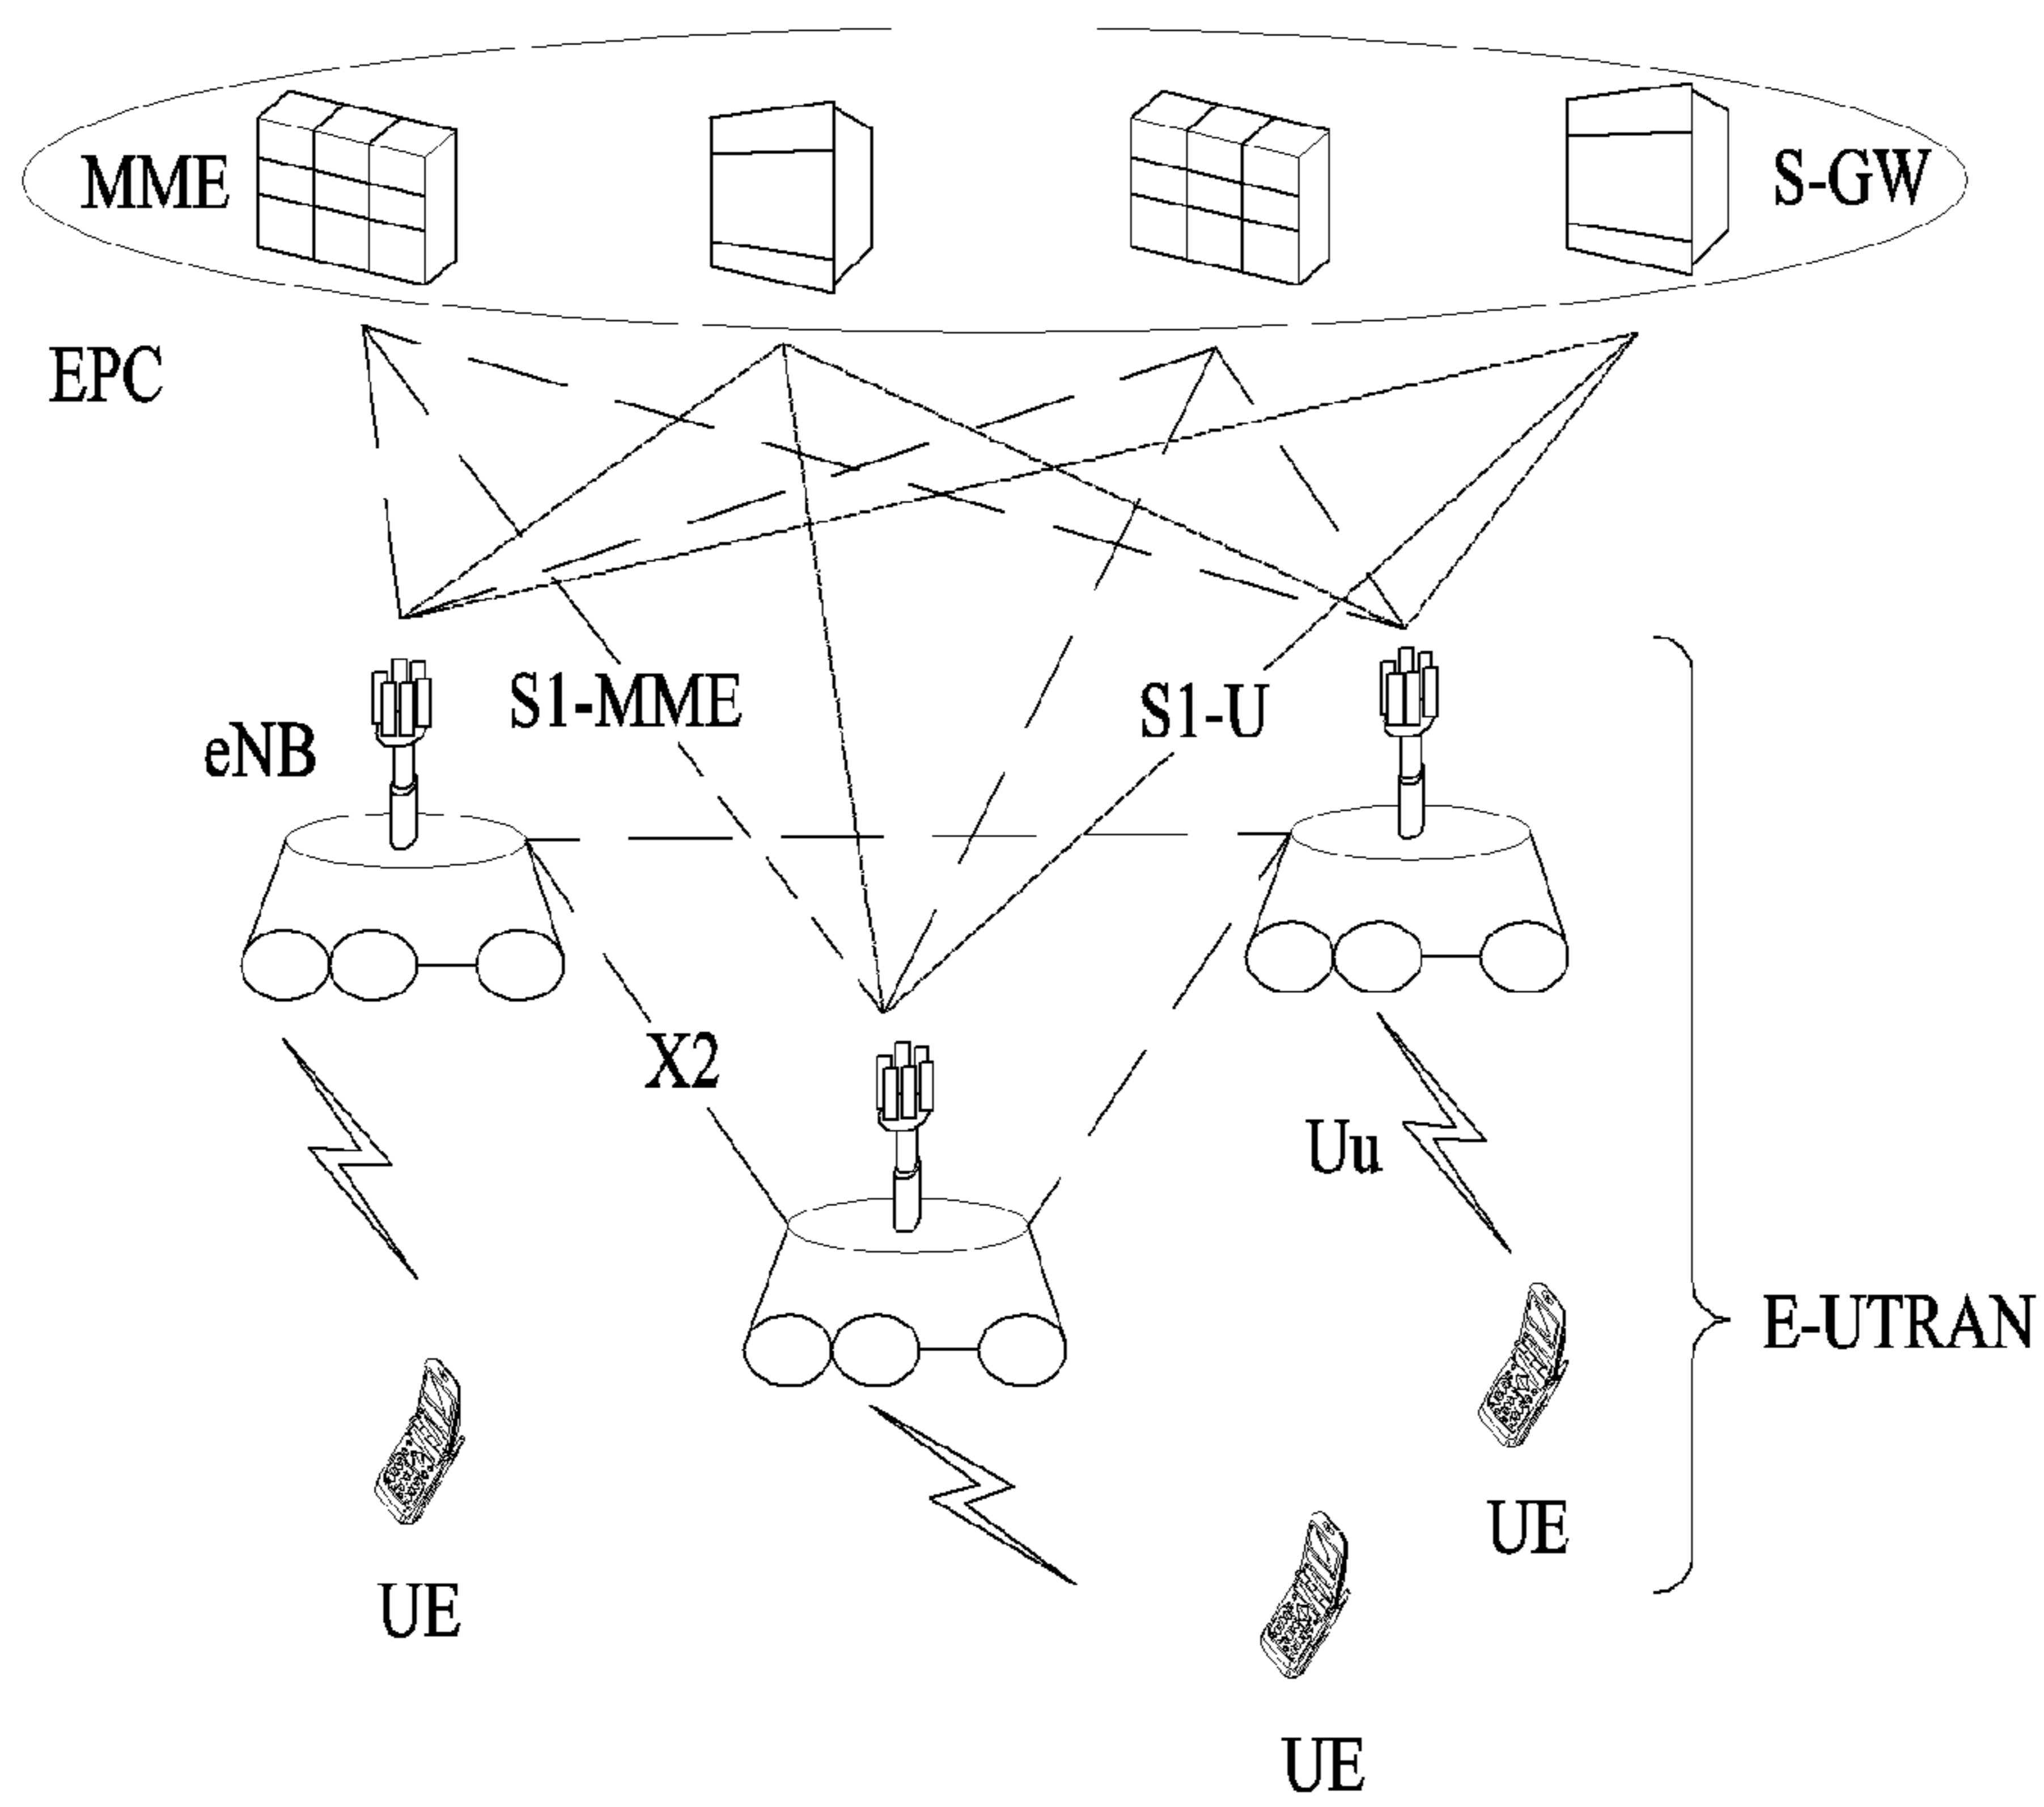 MME
S-GW
EPC
S1-MME
S1-U
eNB
X2
Uu
E-UTRAN
UE
UE
UE